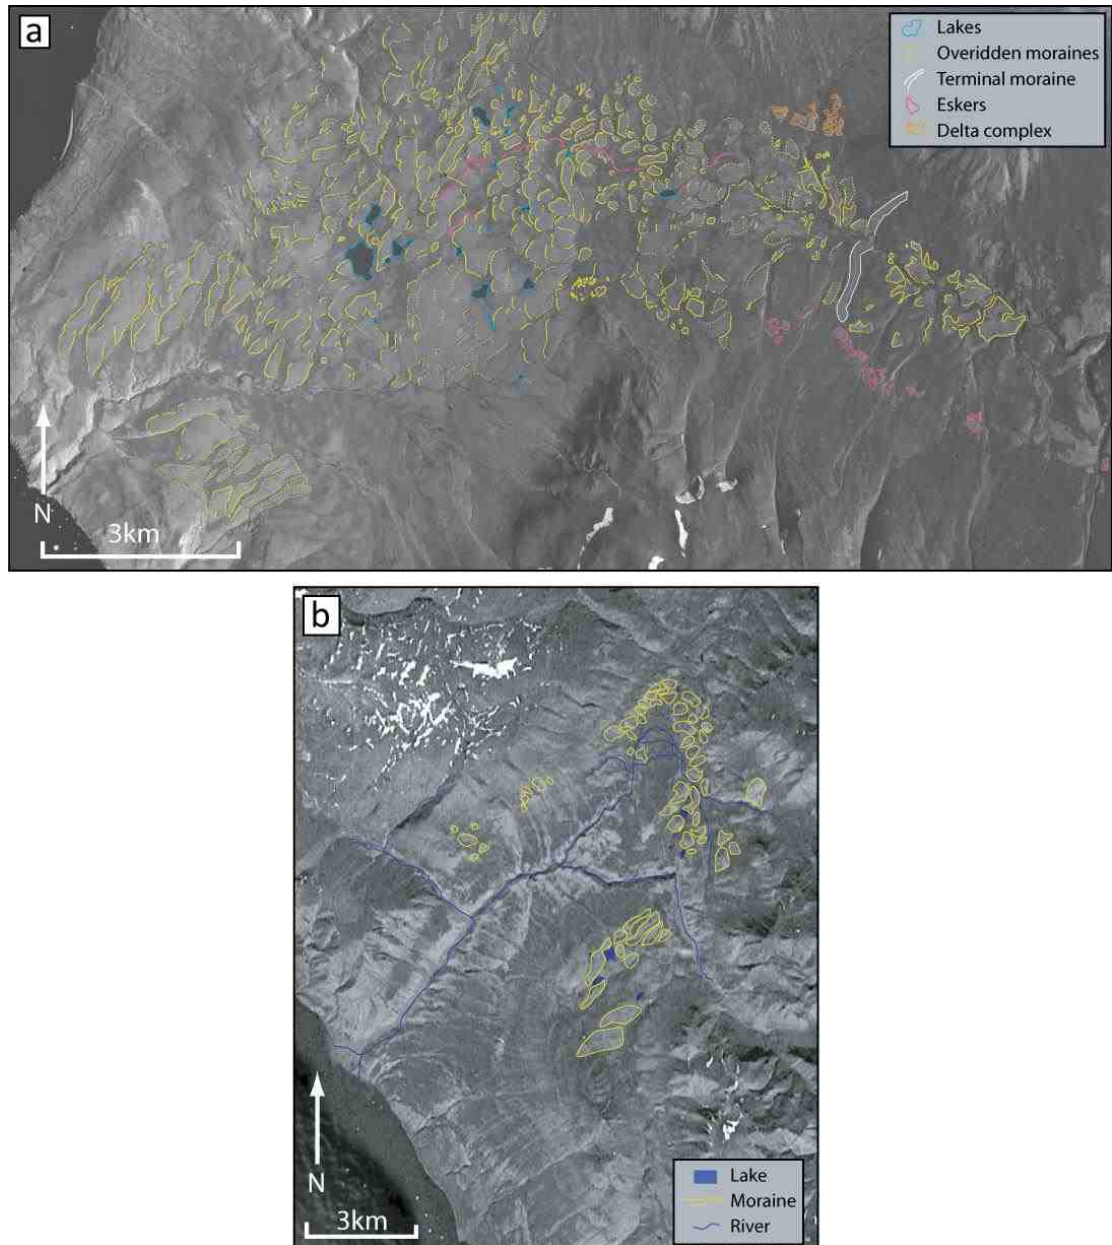 a
Lakes
Overidden moraines
Terminal moraine
Eskers
Delta complex
N
3km
b
N
3km
Lake
Moraine
River